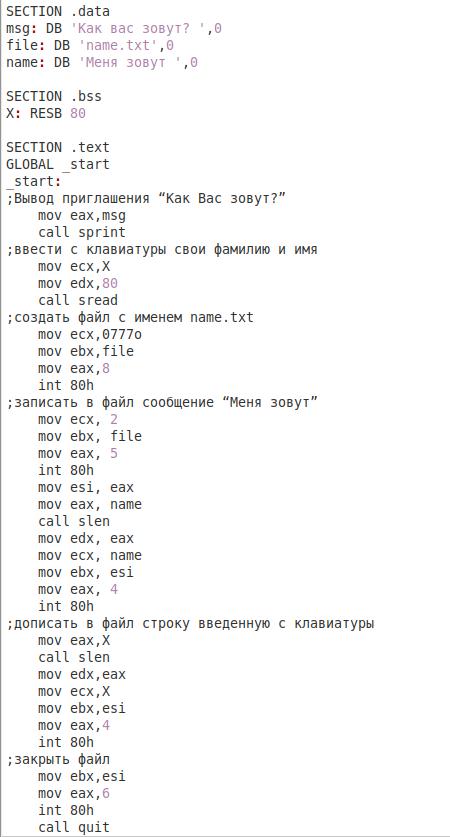 SECTION .data
msg: DB 'Как вас зовут? ',0
file: DB 'name.txt',0
name: DB 'Меня зовут ',0
SECTION .bss
X: RESB 80
SECTION .text
GLOBAL _start
_start:
;Вывод приглашения “Как Вас зовут?”
mov eax,msg
call sprint
;ввести с клавиатуры свои фамилию и имя
mov ecx,X
mov edx,80
call sread
;создать файл с именем name.txt
mov ecx,0777o
mov ebx,file
mov eax,8
int 80h
;записать в файл сообщение “Меня зовут”
mov ecx, 2
mov ebx, file
mov eax, 5
int 80h
mov esi, eax
mov eax, name
call slen
mov edx, eax
mov ecx, name
mov ebx, esi
mov eax, 4
int 80h
;дописать в файл строку введенную с клавиатуры
mov eax,X
call slen
mov edx,eax
mov ecx,X
mov ebx,esi
mov eax,4
int 80h
;закрыть файл
mov ebx,esi
mov eax,6
int 80h
call quit